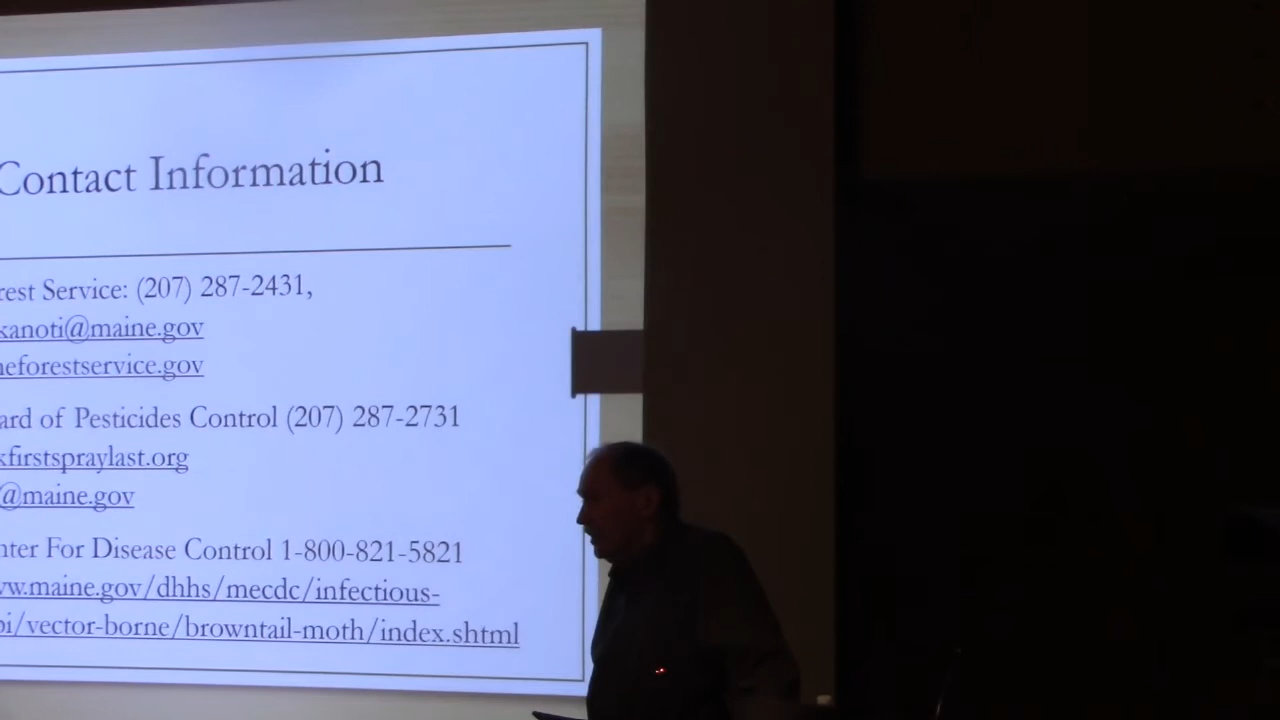 Contact Information
rest Service: (207) 287-2431,
kanoti@maine.gov
neforestservice.gov
ard of Pesticides Control (207) 287-2731
kfirstspraylast.org
@maine.gov
nter For Disease Control 1-800-821-5821
ww.maine.gov/dhhs/mecdc/infectious-
pi/vector-borne/browntail-moth/index.shtml